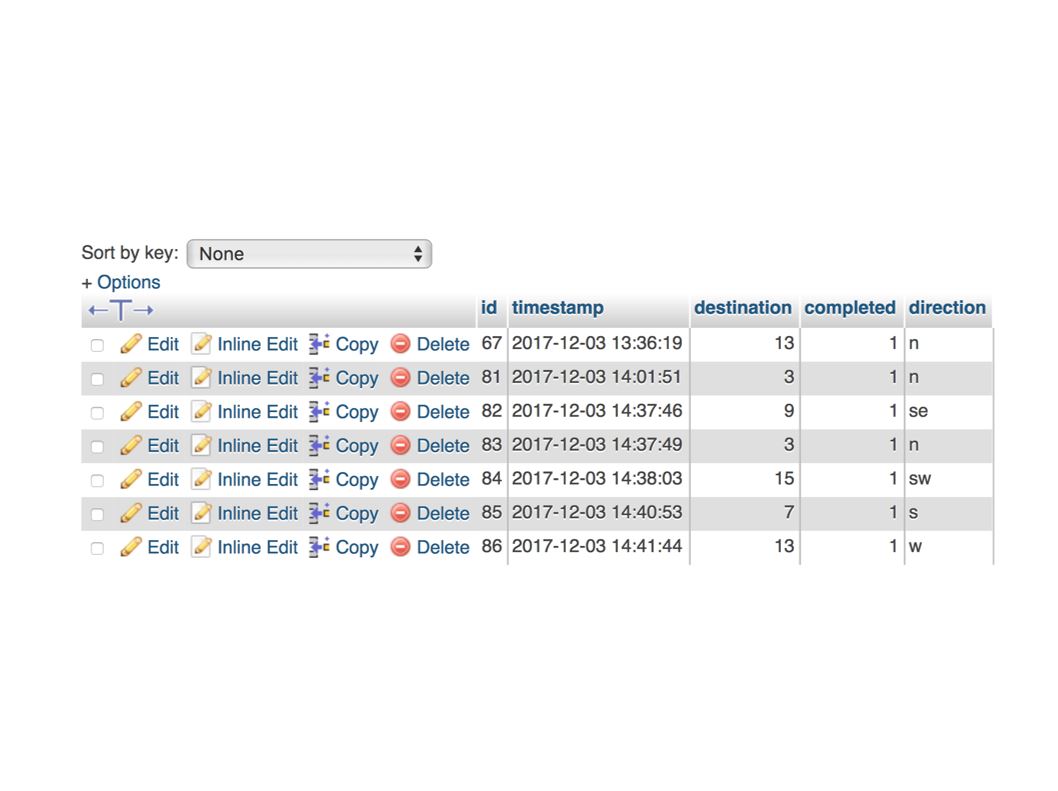 Sort by key: None
+ Options
←T→ id timestamp destination completed direction
Edit Inline Edit Copy Delete 67 2017-12-03 13:36:19 13 1 n
Edit Inline Edit Copy Delete 81 2017-12-03 14:01:51 3 1 n
Edit Inline Edit Copy Delete 82 2017-12-03 14:37:46 9 1 se
Edit Inline Edit Copy Delete 83 2017-12-03 14:37:49 3 1 n
Edit Inline Edit Copy Delete 84 2017-12-03 14:38:03 15 1 sw
Edit Inline Edit Copy Delete 85 2017-12-03 14:40:53 7 1 s
Edit Inline Edit Copy Delete 86 2017-12-03 14:41:44 13 1 w